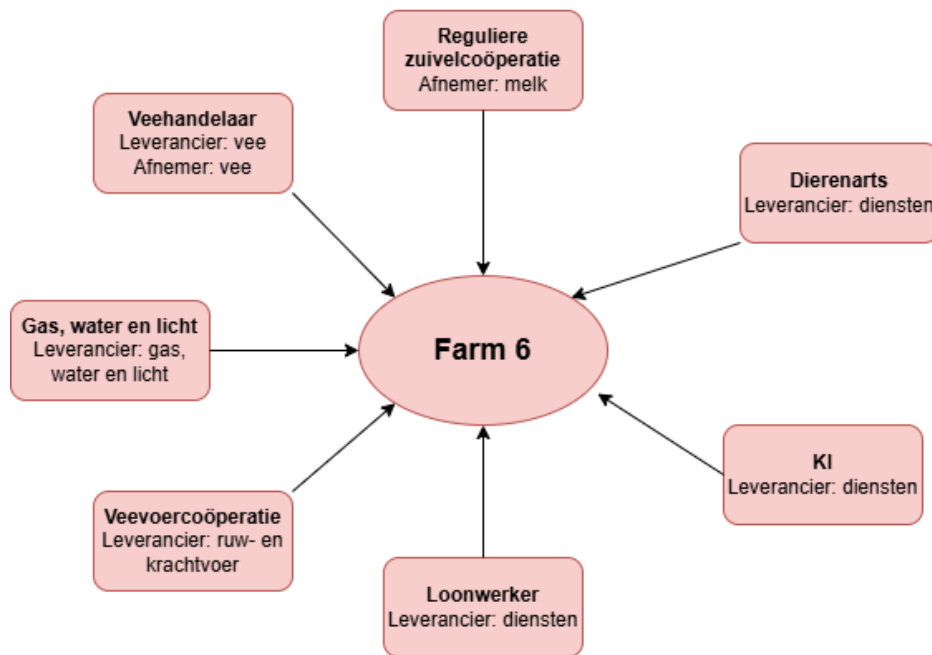 Reguliere
zuivelcoöperatie
Afnemer: melk
Veehandelaar
Leverancier: vee
Afnemer: vee
Dierenarts
Leverancier: diensten
Gas, water en licht
Leverancier: gas,
water en licht
Farm 6
KI
Leverancier: diensten
Veevoercoöperatie
Leverancier: ruw- en
krachtvoer
Loonwerker
Leverancier: diensten